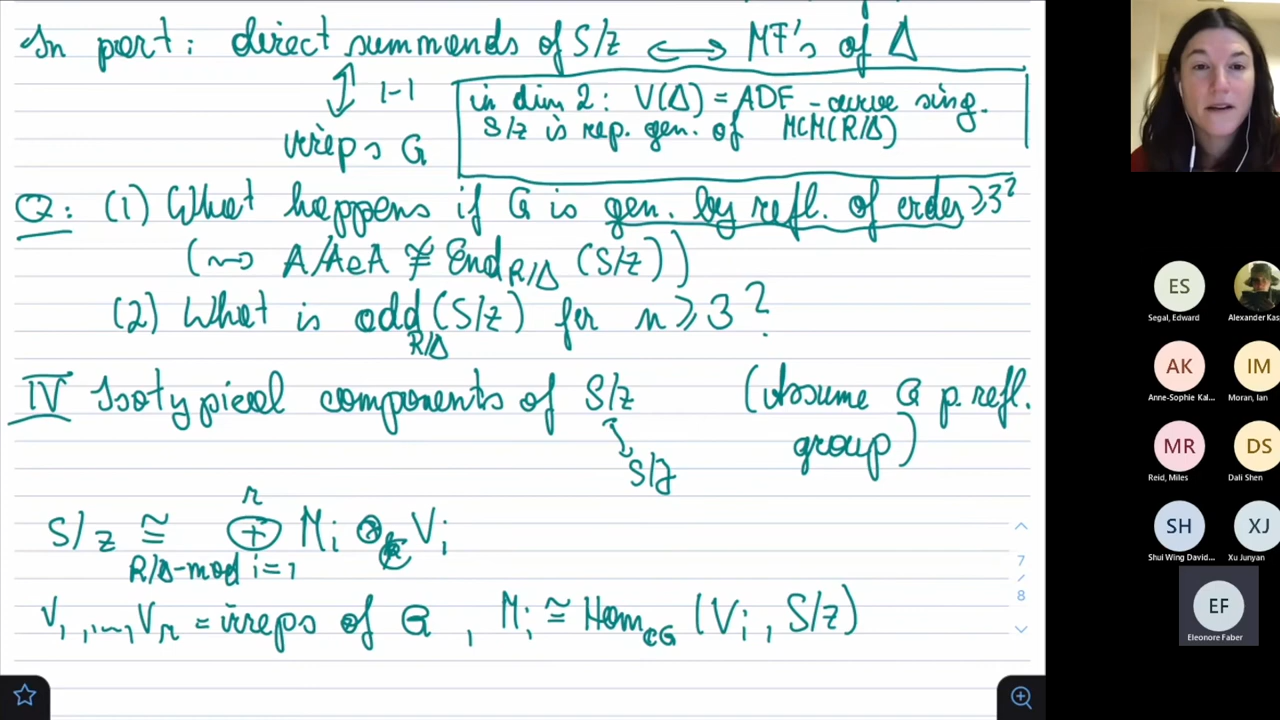 In part: direct summands of S/z ⟷ MF's of Δ
↕ 1-1
irreps G
in dim 2: V(Δ) = ADE - curve sing.
S/z is rep. gen. of MCM(R/Δ)
Q: (1) What happens if G is gen. by refl. of order ≥ 3?
(⇝ A/AeA ≇ End_{R/Δ} (S/z))
(2) What is add_{R/Δ} (S/z) for n ≥ 3?
IV Isotypical components of S/z (Assume G p. refl. group)
S/J
S/z ≅ ⊕ M_i ⊗_ℂ V_i
R/Δ-mod i=1
r
V_1, ..., V_r = irreps of G, M_i ≅ Hom_{ℂG} (V_i, S/z)
7
/
8
ES
Segal, Edward
Alexander Kas...
AK
Anne-Sophie Kal...
IM
Moran, Ian
MR
Reid, Miles
DS
Dali Shen
SH
Shui Wing David...
XJ
Xu Junyan
EF
Eleonore Faber